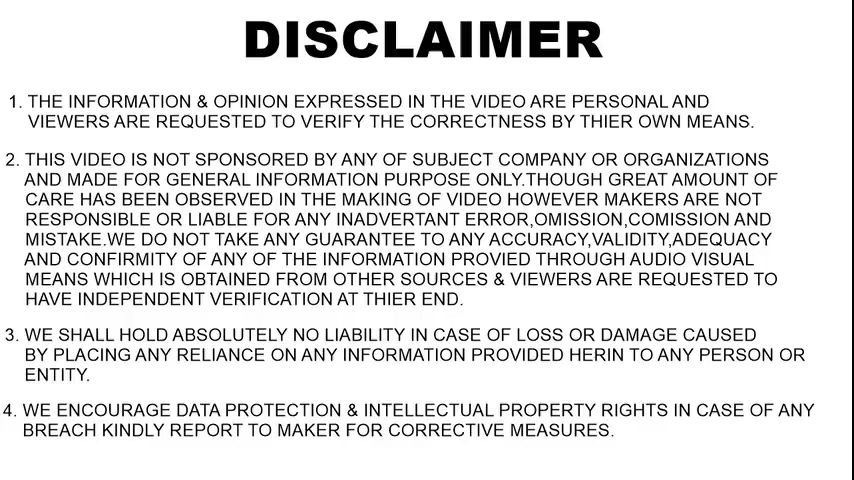 DISCLAIMER
1. THE INFORMATION & OPINION EXPRESSED IN THE VIDEO ARE PERSONAL AND
VIEWERS ARE REQUESTED TO VERIFY THE CORRECTNESS BY THIER OWN MEANS.
2. THIS VIDEO IS NOT SPONSORED BY ANY OF SUBJECT COMPANY OR ORGANIZATIONS
AND MADE FOR GENERAL INFORMATION PURPOSE ONLY.THOUGH GREAT AMOUNT OF
CARE HAS BEEN OBSERVED IN THE MAKING OF VIDEO HOWEVER MAKERS ARE NOT
RESPONSIBLE OR LIABLE FOR ANY INADVERTANT ERROR,OMISSION,COMISSION AND
MISTAKE.WE DO NOT TAKE ANY GUARANTEE TO ANY ACCURACY,VALIDITY,ADEQUACY
AND CONFIRMITY OF ANY OF THE INFORMATION PROVIED THROUGH AUDIO VISUAL
MEANS WHICH IS OBTAINED FROM OTHER SOURCES & VIEWERS ARE REQUESTED TO
HAVE INDEPENDENT VERIFICATION AT THIER END.
3. WE SHALL HOLD ABSOLUTELY NO LIABILITY IN CASE OF LOSS OR DAMAGE CAUSED
BY PLACING ANY RELIANCE ON ANY INFORMATION PROVIDED HERIN TO ANY PERSON OR
ENTITY.
4. WE ENCOURAGE DATA PROTECTION & INTELLECTUAL PROPERTY RIGHTS IN CASE OF ANY
BREACH KINDLY REPORT TO MAKER FOR CORRECTIVE MEASURES.